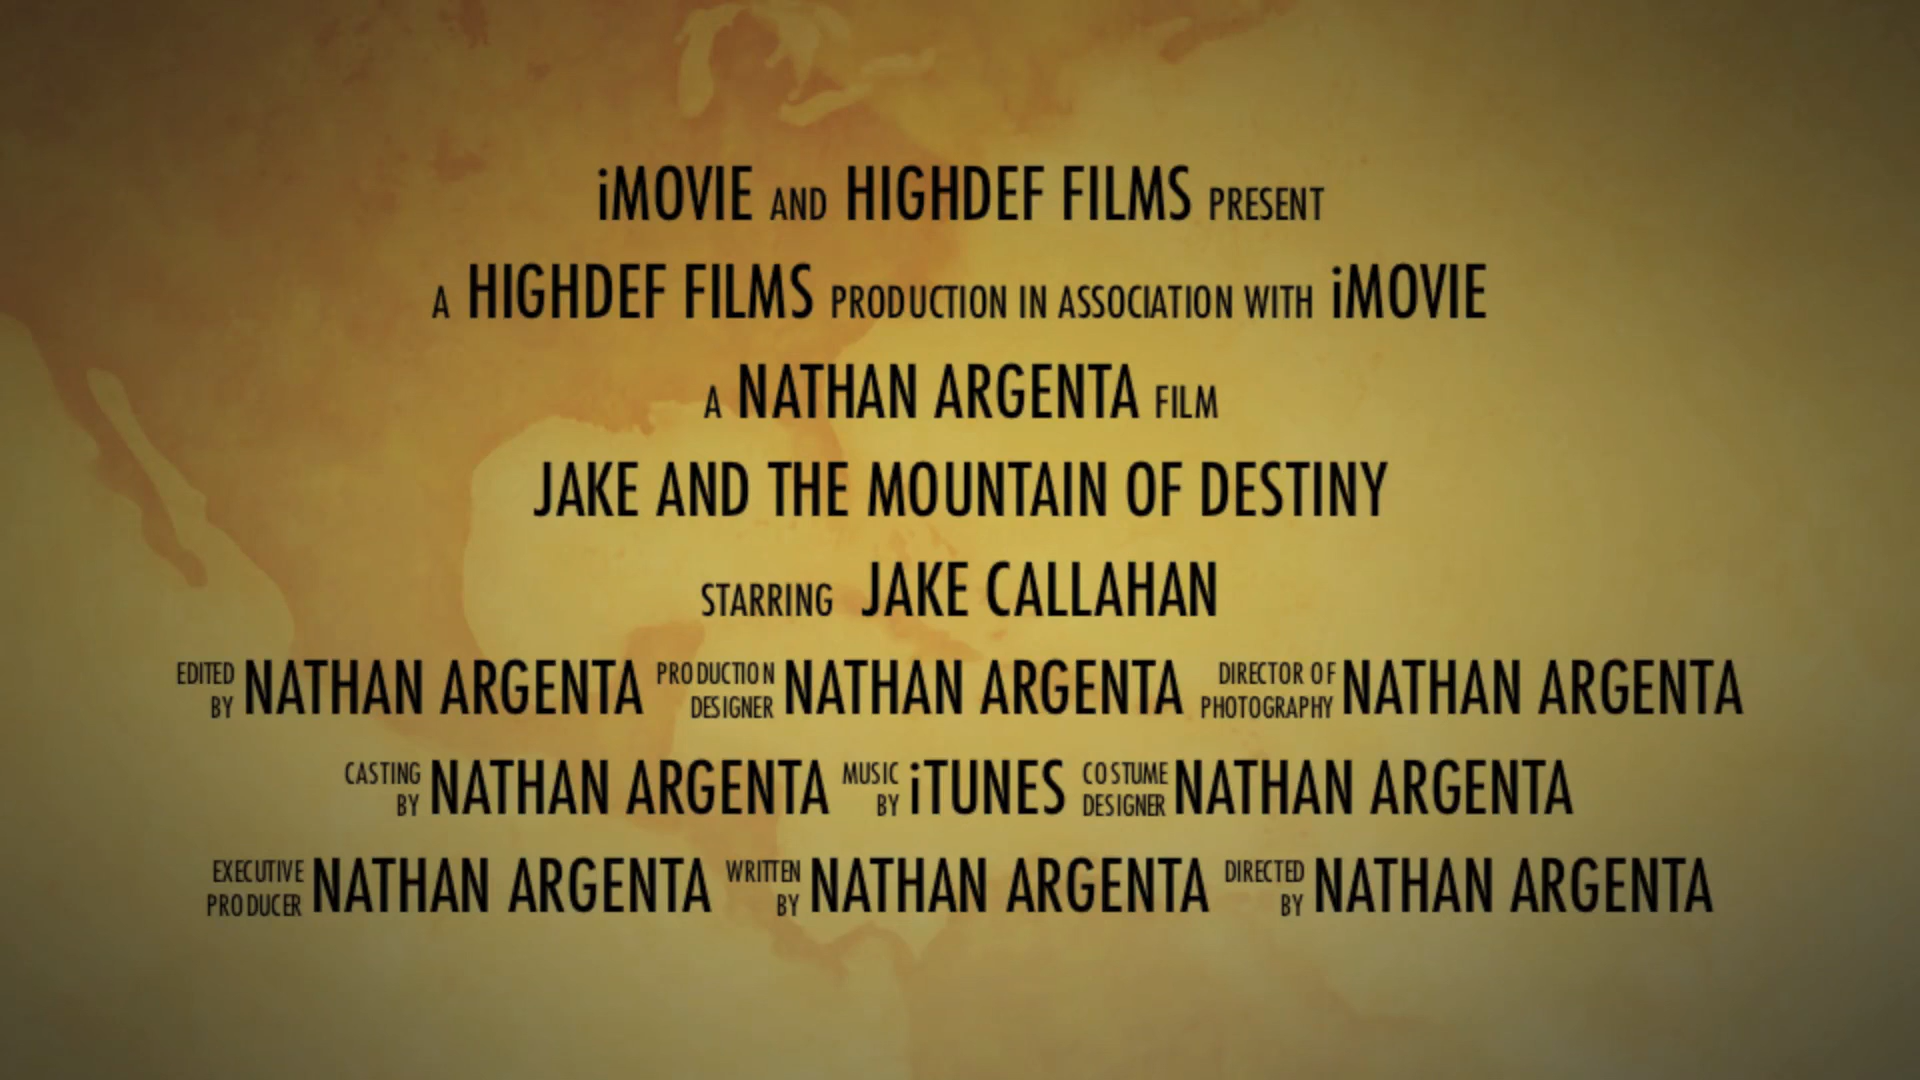 iMOVIE AND HIGHDEF FILMS PRESENT
A HIGHDEF FILMS PRODUCTION IN ASSOCIATION WITH iMOVIE
A NATHAN ARGENTA FILM
JAKE AND THE MOUNTAIN OF DESTINY
STARRING JAKE CALLAHAN
EDITED BY NATHAN ARGENTA PRODUCTION DESIGNER NATHAN ARGENTA DIRECTOR OF PHOTOGRAPHY NATHAN ARGENTA
CASTING BY NATHAN ARGENTA MUSIC BY iTUNES COSTUME DESIGNER NATHAN ARGENTA
EXECUTIVE PRODUCER NATHAN ARGENTA WRITTEN BY NATHAN ARGENTA DIRECTED BY NATHAN ARGENTA